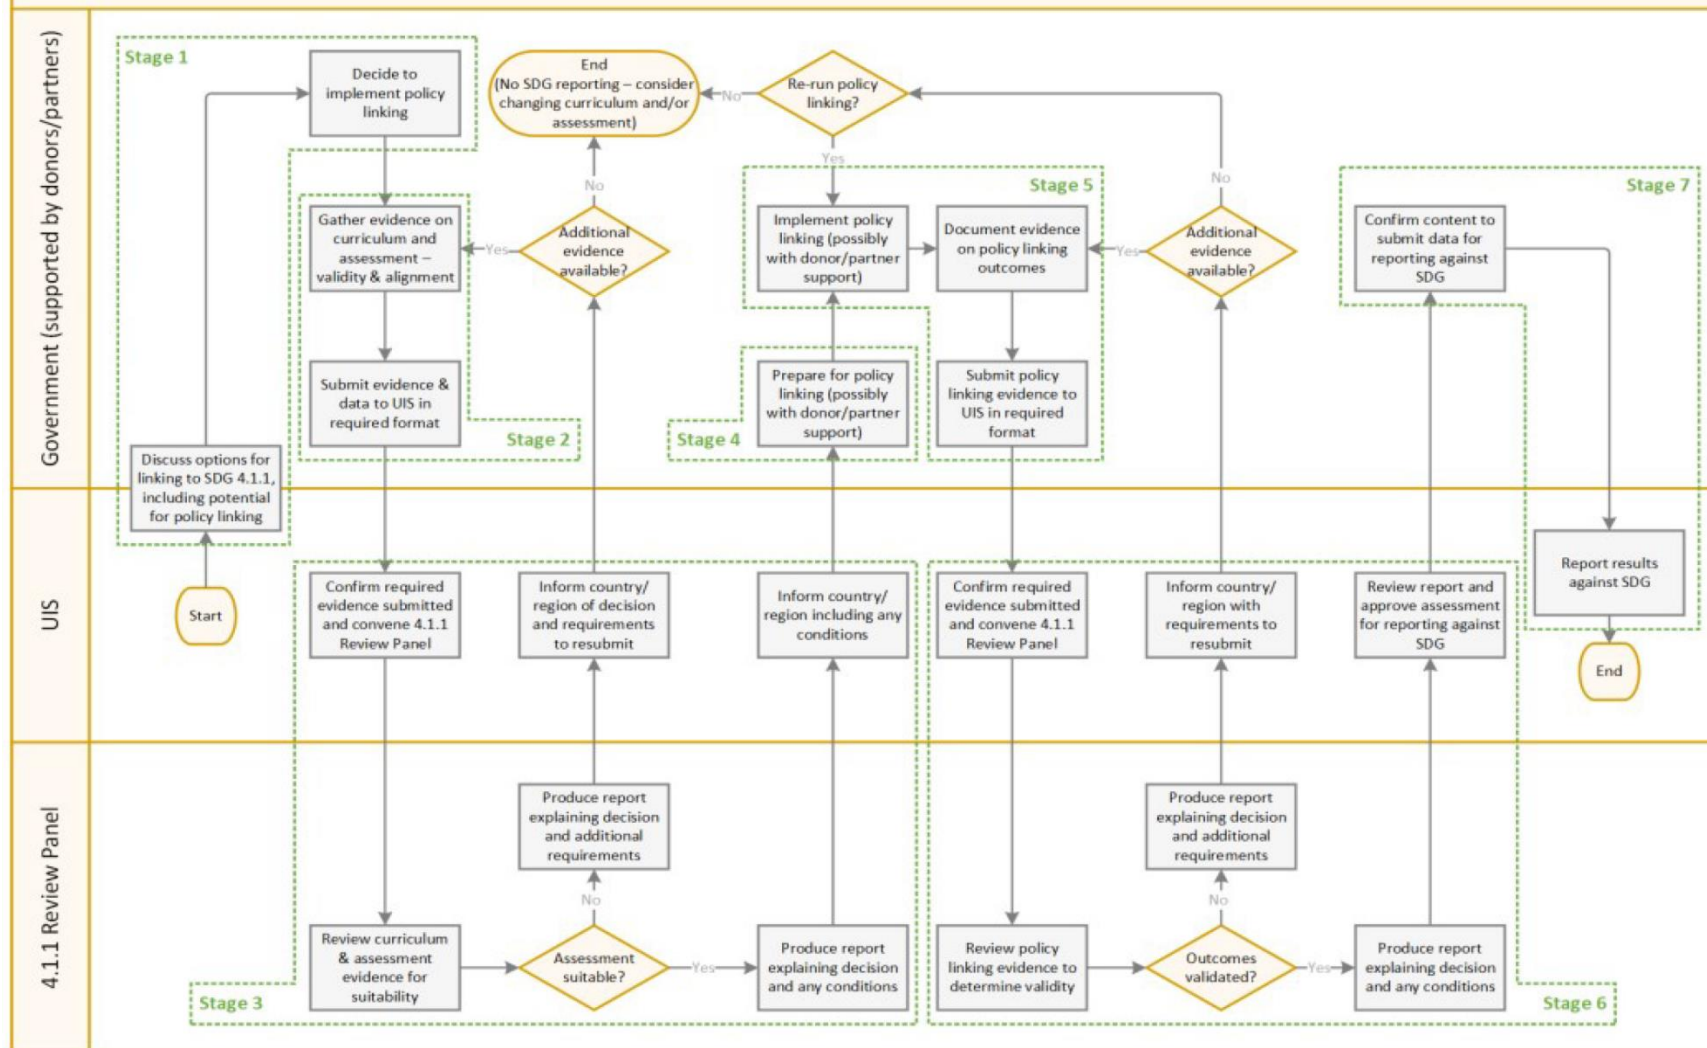 Government (supported by donors/partners)
Stage 1
Decide to
implement policy
linking
End
(No SDG reporting – consider
changing curriculum and/or
assessment)
No
Re-run policy
linking?
Yes
Stage 5
No
No
Stage 7
Gather evidence on
curriculum and
assessment –
validity & alignment
Yes
Additional
evidence
available?
Implement policy
linking (possibly
with donor/partner
support)
Document evidence
on policy linking
outcomes
Yes
Additional
evidence
available?
Confirm content to
submit data for
reporting against
SDG
Submit evidence &
data to UIS in
required format
Stage 2
Stage 4
Prepare for policy
linking (possibly
with donor/partner
support)
Submit policy
linking evidence to
UIS in required
format
Discuss options for
linking to SDG 4.1.1,
including potential
for policy linking
UIS
Start
Confirm required
evidence submitted
and convene 4.1.1
Review Panel
Inform country/
region of decision
and requirements
to resubmit
Inform country/
region including any
conditions
Confirm required
evidence submitted
and convene 4.1.1
Review Panel
Inform country/
region with
requirements to
resubmit
Review report and
approve assessment
for reporting against
SDG
Report results
against SDG
End
4.1.1 Review Panel
Produce report
explaining decision
and additional
requirements
No
Produce report
explaining decision
and additional
requirements
No
Stage 3
Review curriculum
& assessment
evidence for
suitability
Assessment
suitable?
Yes
Produce report
explaining decision
and any conditions
Review policy
linking evidence to
determine validity
Outcomes
validated?
Yes
Produce report
explaining decision
and any conditions
Stage 6